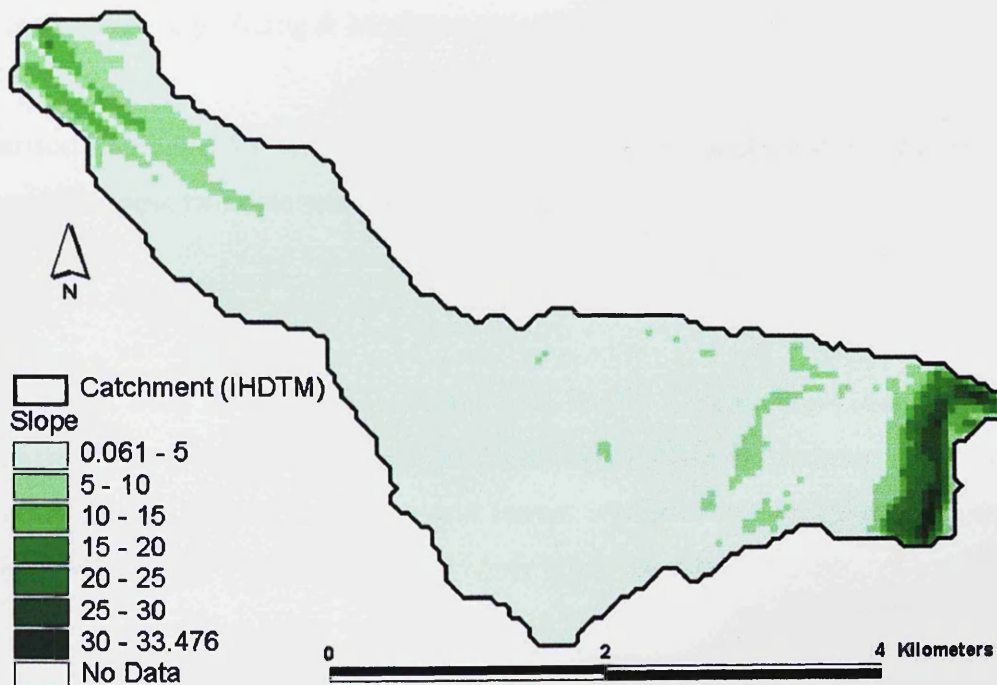 N
Catchment (IHDTM)
Slope
0.061 - 5
5 - 10
10 - 15
15 - 20
20 - 25
25 - 30
30 - 33.476
No Data
0 2 4 Kilometers